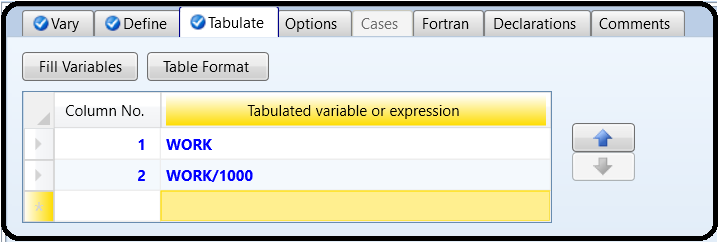 Vary Define Tabulate Options Cases Fortran Declarations Comments
Fill Variables Table Format
Column No. Tabulated variable or expression
1 WORK
2 WORK/1000
*